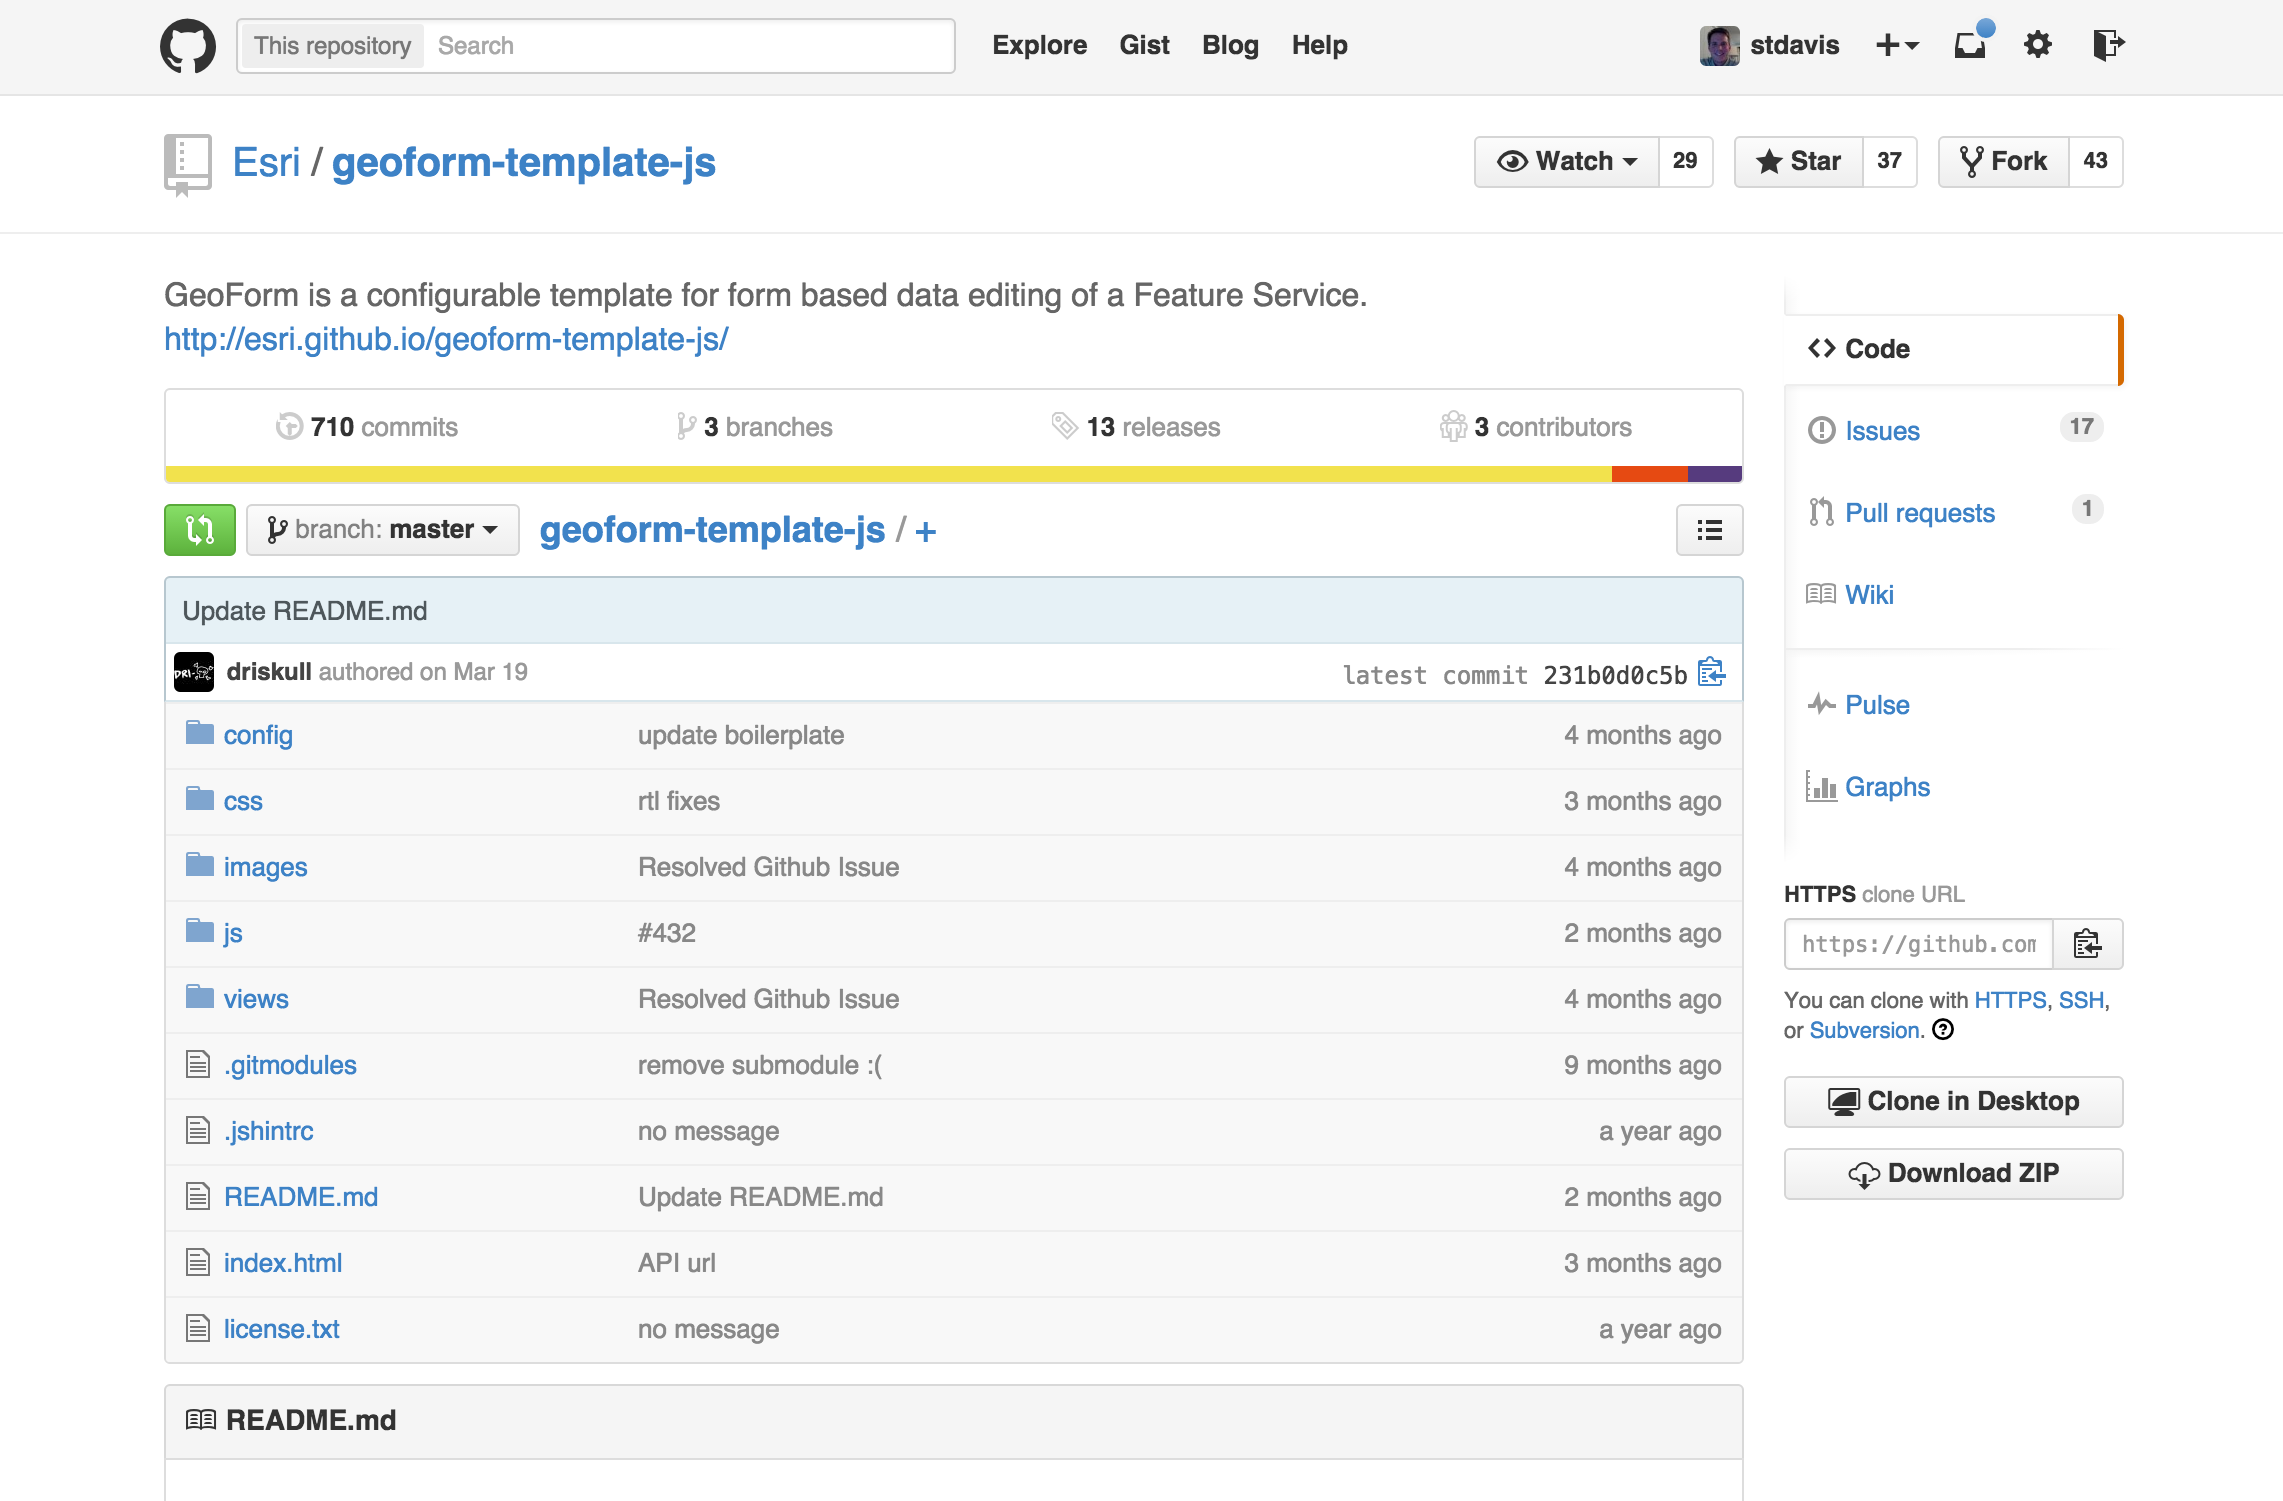 This repository Search Explore Gist Blog Help stdavis
Esri / geoform-template-js Watch 29 Star 37 Fork 43
GeoForm is a configurable template for form based data editing of a Feature Service.
http://esri.github.io/geoform-template-js/
710 commits 3 branches 13 releases 3 contributors
branch: master geoform-template-js / +
Update README.md
driskull authored on Mar 19 latest commit 231b0d0c5b
config update boilerplate 4 months ago
css rtl fixes 3 months ago
images Resolved Github Issue 4 months ago
js #432 2 months ago
views Resolved Github Issue 4 months ago
.gitmodules remove submodule :( 9 months ago
.jshintrc no message a year ago
README.md Update README.md 2 months ago
index.html API url 3 months ago
license.txt no message a year ago
README.md
Code
Issues 17
Pull requests 1
Wiki
Pulse
Graphs
HTTPS clone URL
https://github.com
You can clone with HTTPS, SSH,
or Subversion.
Clone in Desktop
Download ZIP